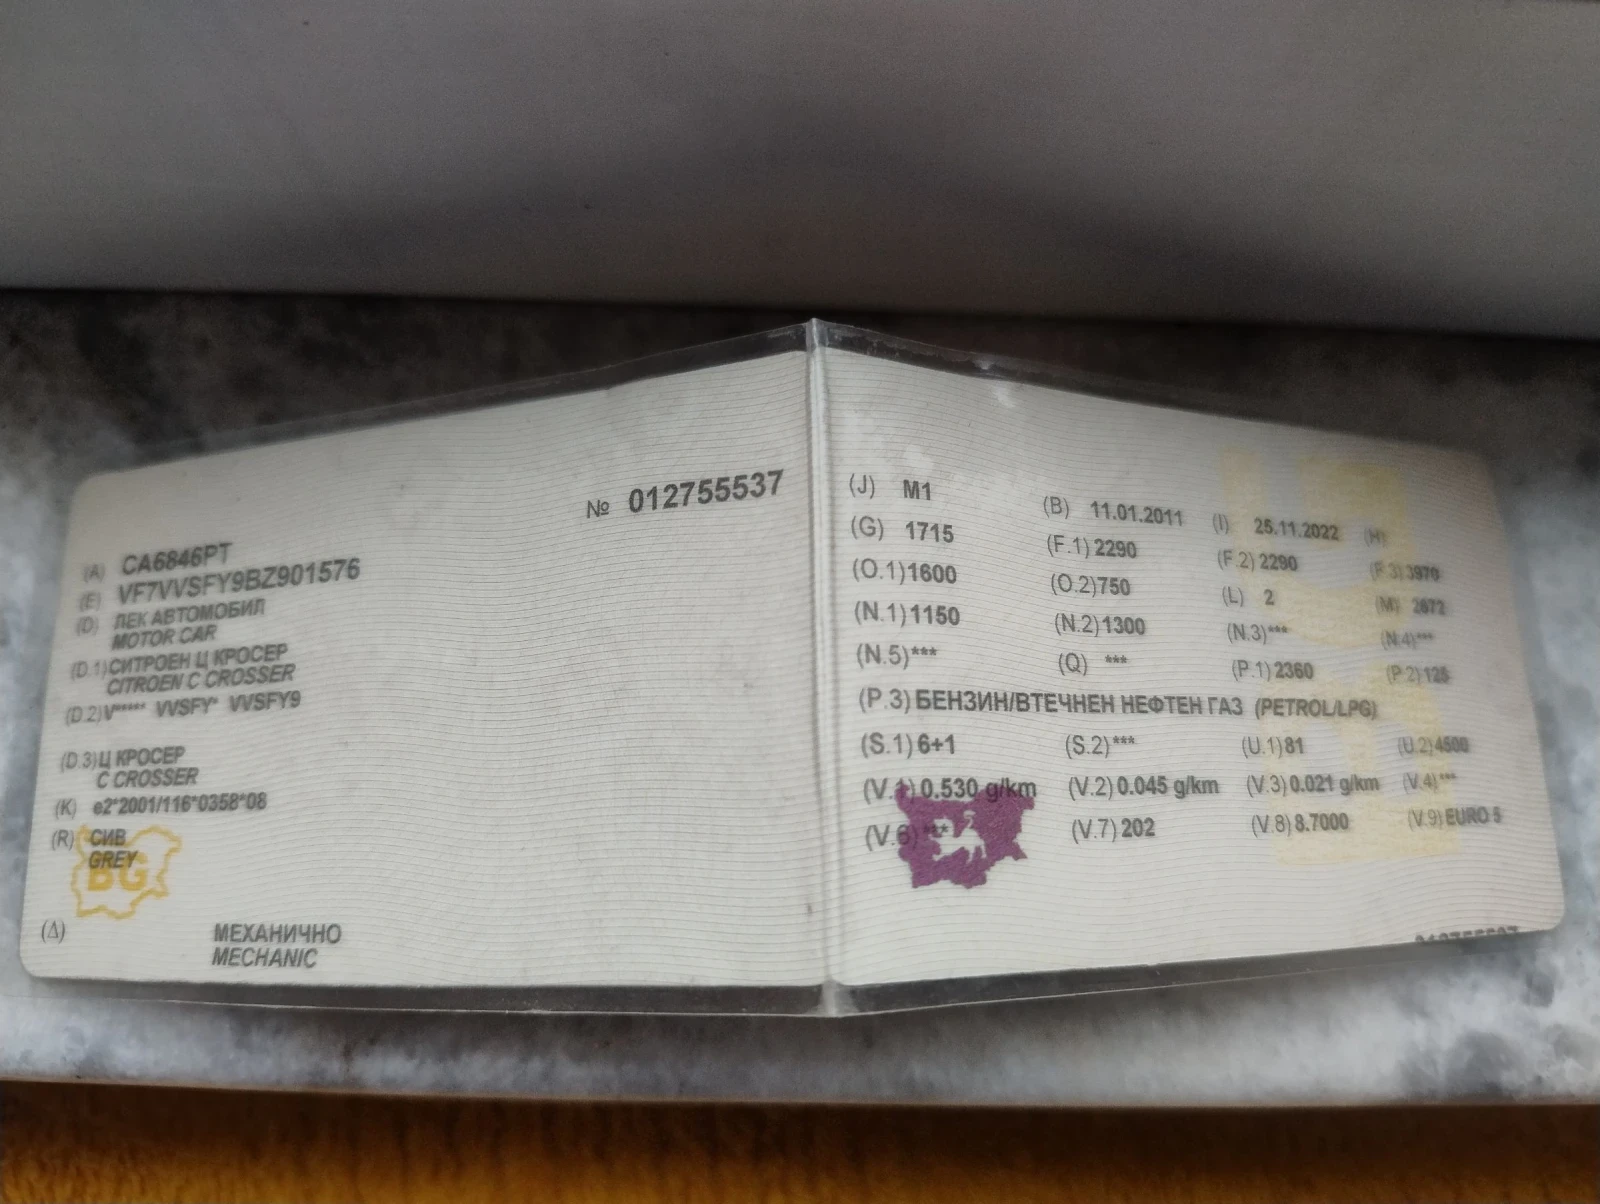 № 012755537
(A) CA6846PT
(E) VF7VVSFY9BZ901576
(D) ЛЕК АВТОМОБИЛ
MOTOR CAR
(D.1) СИТРОЕН Ц КРОСЕР
CITROEN C CROSSER
(D.2) V***** VVSFY* VVSFY9
(D.3) Ц КРОСЕР
C CROSSER
(K) e2*2001/116*0358*08
(R) СИВ
GREY
BG
(Δ) МЕХАНИЧНО
MECHANIC
(J) M1 (B) 11.01.2011 (I) 25.11.2022 (H)
(G) 1715 (F.1) 2290 (F.2) 2290 (F.3) 3970
(O.1) 1600 (O.2) 750 (L) 2 (M) 2672
(N.1) 1150 (N.2) 1300 (N.3) *** (N.4) ***
(N.5) *** (Q) *** (P.1) 2360 (P.2) 125
(P.3) БЕНЗИН/ВТЕЧНЕН НЕФТЕН ГАЗ (PETROL/LPG)
(S.1) 6+1 (S.2) *** (U.1) 81 (U.2) 4500
(V.1) 0.530 g/km (V.2) 0.045 g/km (V.3) 0.021 g/km (V.4) ***
(V.6) *** (V.7) 202 (V.8) 8.7000 (V.9) EURO 5